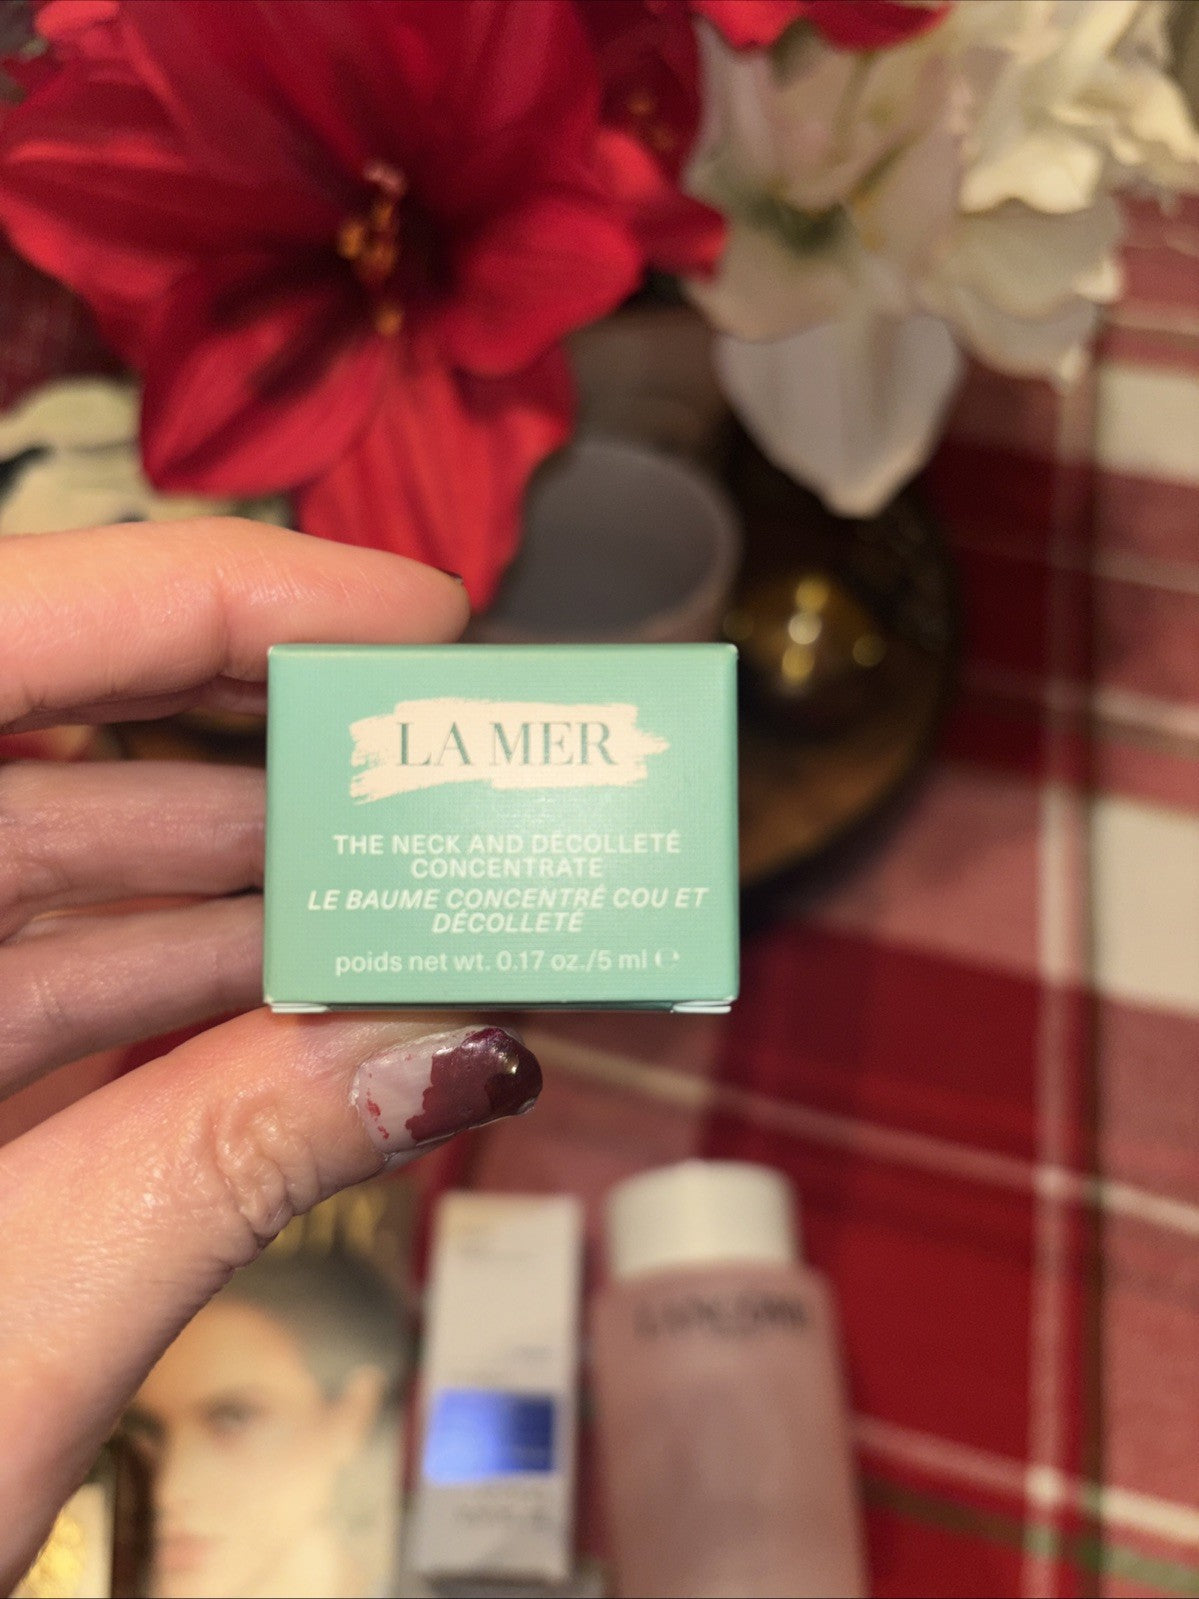 LA MER
THE NECK AND DÉCOLLETÉ
CONCENTRATE
LE BAUME CONCENTRÉ COU ET
DÉCOLLETÉ
poids net wt. 0.17 oz./5 ml ℮
LANCÔME